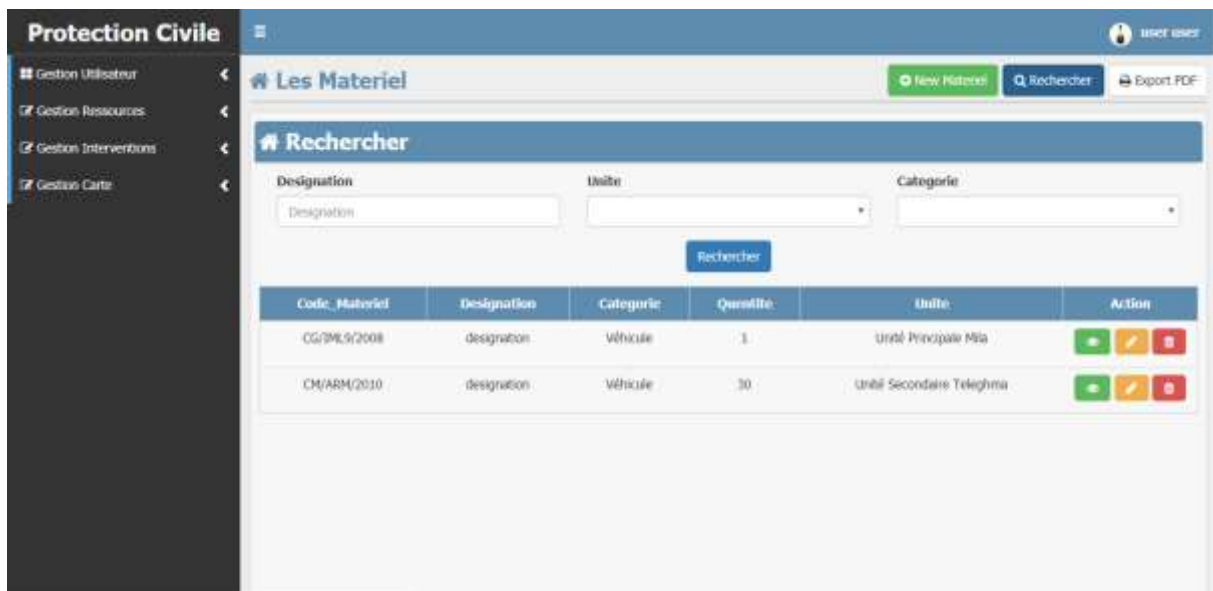 Protection Civile
user user
Gestion Utilisateur
Gestion Ressources
Gestion Interventions
Gestion Carte
Les Materiel
New Materiel Rechercher Export PDF
Rechercher
Designation Unite Categorie
Designation
Rechercher
Code_Materiel Designation Categorie Quentite Unite Action
CG/IML9/2008 designation Véhicule 1 Unité Principale Mila
CM/ARM/2010 designation Véhicule 30 Unité Secondaire Teleghma